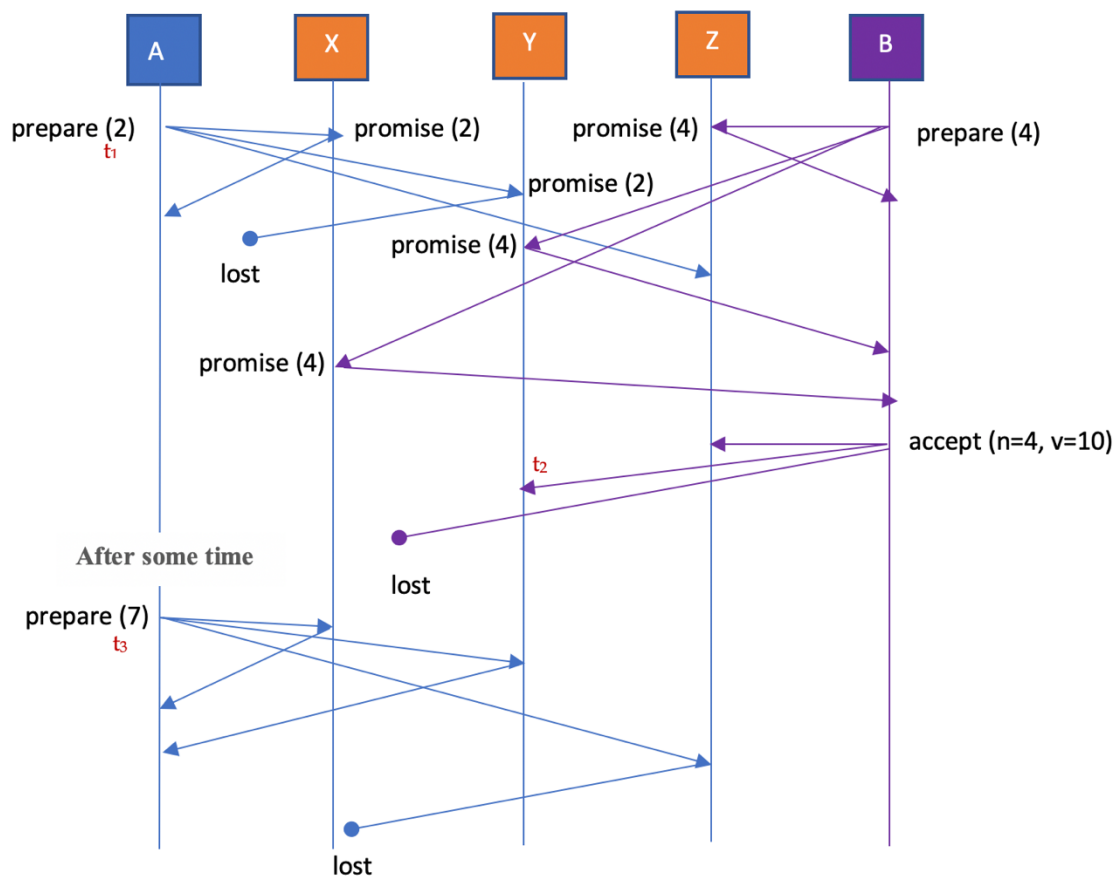 A
X
Y
Z
B
prepare (2)
t₁
promise (2)
promise (4)
prepare (4)
promise (2)
promise (4)
lost
promise (4)
accept (n=4, v=10)
t₂
After some time
lost
prepare (7)
t₃
lost